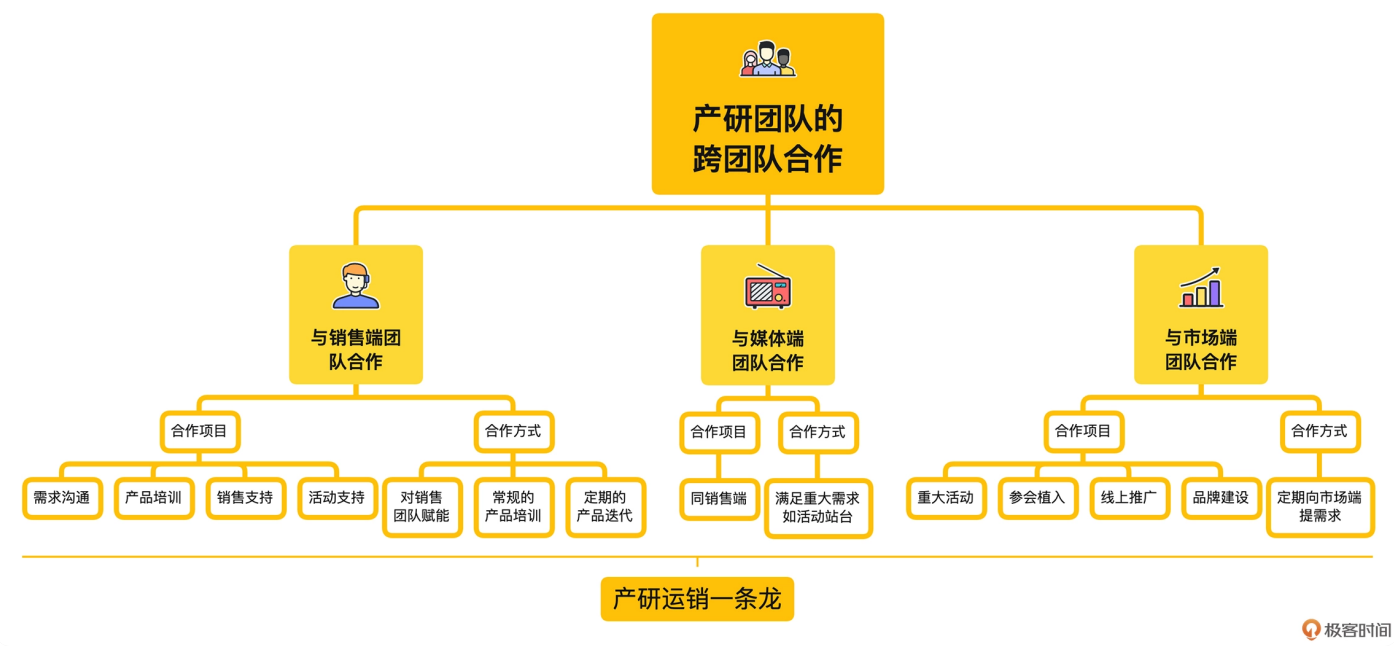 产研团队的
跨团队合作
与销售端团
队合作
与媒体端
团队合作
与市场端
团队合作
合作项目
合作方式
合作项目
合作方式
合作项目
合作方式
需求沟通
产品培训
销售支持
活动支持
对销售
团队赋能
常规的
产品培训
定期的
产品迭代
同销售端
满足重大需求
如活动站台
重大活动
参会植入
线上推广
品牌建设
定期向市场端
提需求
产研运销一条龙
极客时间